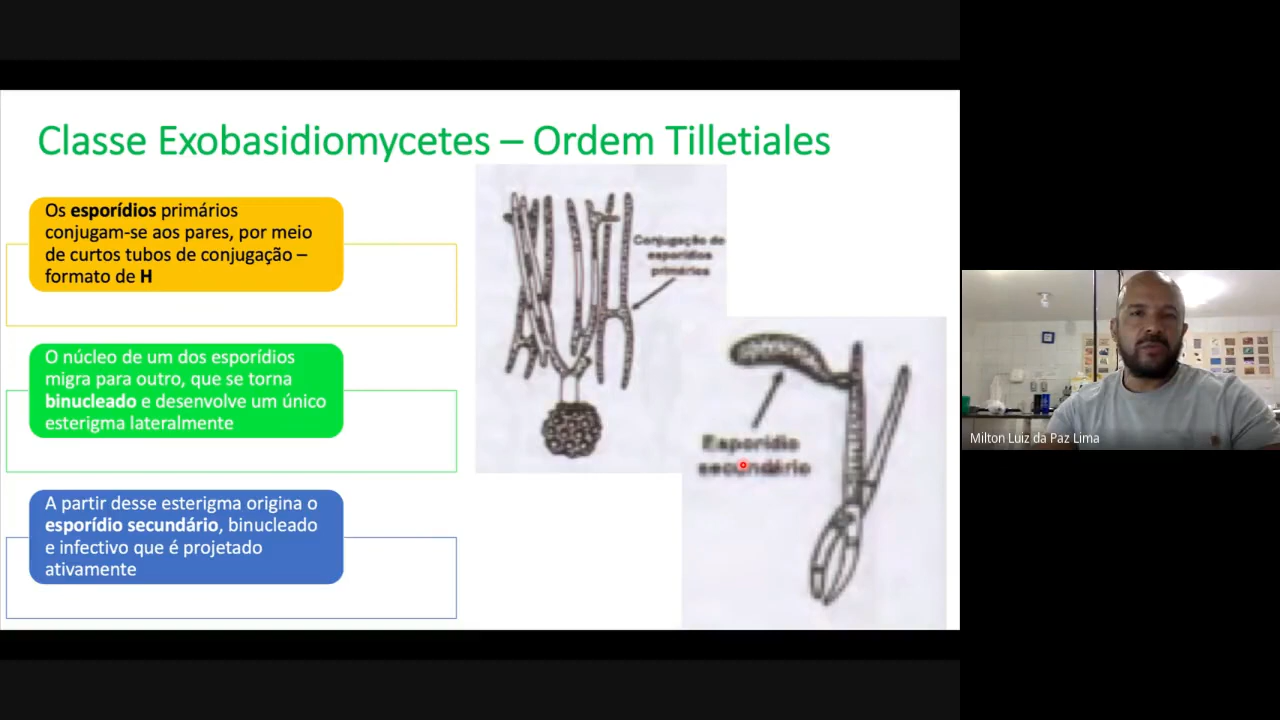 Classe Exobasidiomycetes – Ordem Tilletiales
Os esporídios primários
conjugam-se aos pares, por meio
de curtos tubos de conjugação –
formato de H
O núcleo de um dos esporídios
migra para outro, que se torna
binucleado e desenvolve um único
esterigma lateralmente
A partir desse esterigma origina o
esporídio secundário, binucleado
e infectivo que é projetado
ativamente
Conjugação de
esporídios
primários
Esporídio
secundário
Milton Luiz da Paz Lima